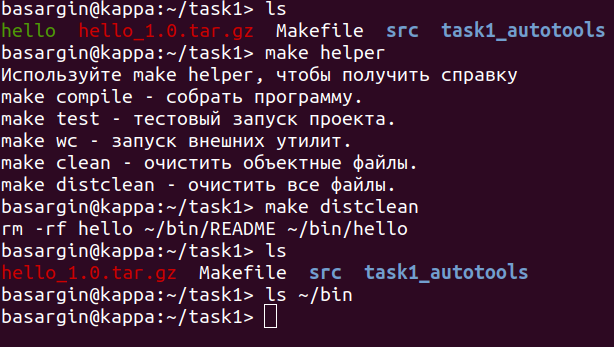 basargin@kappa:~/task1> ls
hello  hello_1.0.tar.gz  Makefile  src  task1_autotools
basargin@kappa:~/task1> make helper
Используйте make helper, чтобы получить справку
make compile - собрать программу.
make test - тестовый запуск проекта.
make wc - запуск внешних утилит.
make clean - очистить объектные файлы.
make distclean - очистить все файлы.
basargin@kappa:~/task1> make distclean
rm -rf hello ~/bin/README ~/bin/hello
basargin@kappa:~/task1> ls
hello_1.0.tar.gz  Makefile  src  task1_autotools
basargin@kappa:~/task1> ls ~/bin
basargin@kappa:~/task1>